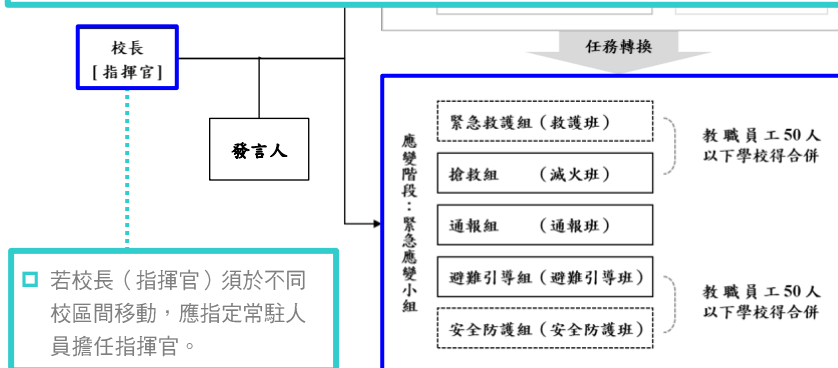 任務轉換
校長
[指揮官]
發言人
應變階段：緊急應變小組
緊急救護組（救護班）
搶救組　（滅火班）
通報組　（通報班）
避難引導組（避難引導班）
安全防護組（安全防護班）
教職員工50人
以下學校得合併
教職員工50人
以下學校得合併
若校長（指揮官）須於不同
校區間移動，應指定常駐人
員擔任指揮官。